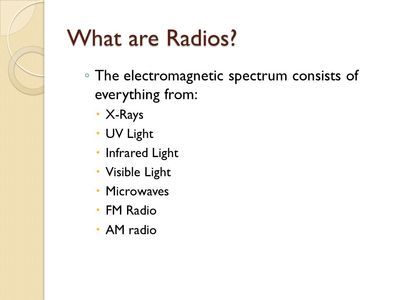 What are Radios?
The electromagnetic spectrum consists of
everything from:
X-Rays
UV Light
Infrared Light
Visible Light
Microwaves
FM Radio
AM radio